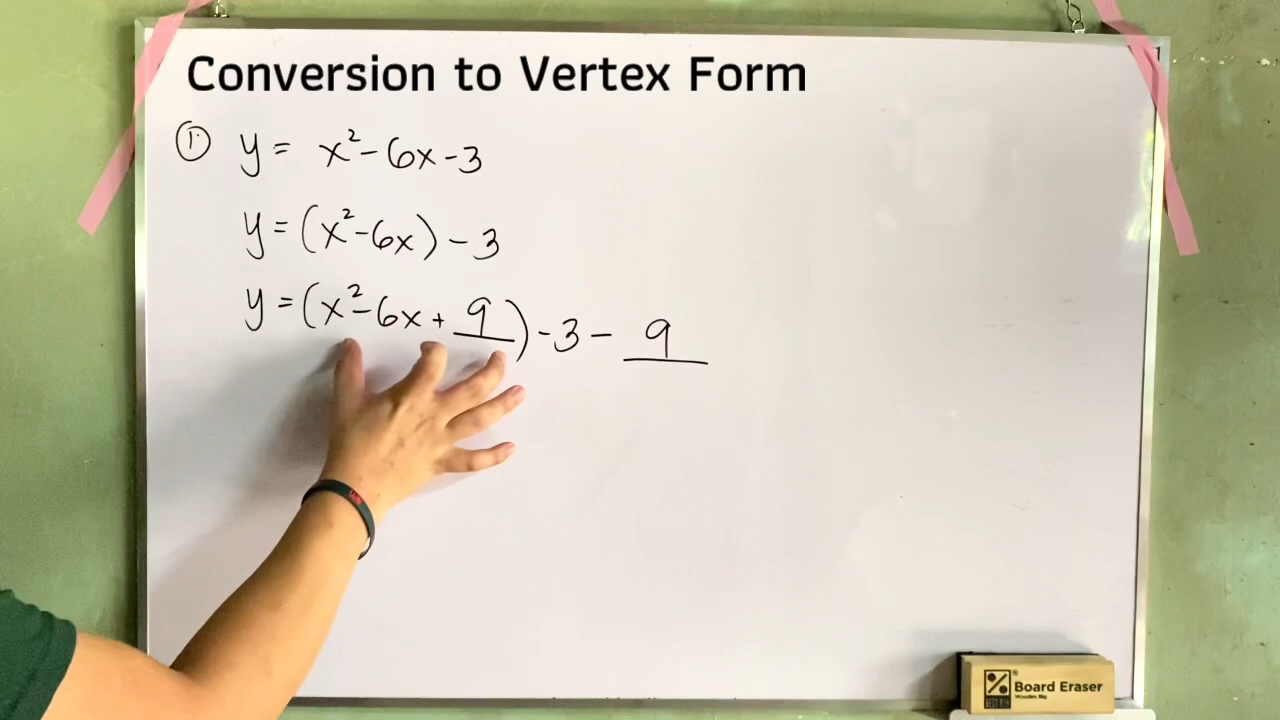 Conversion to Vertex Form
① y = x² - 6x - 3
y = (x² - 6x) - 3
y = (x² - 6x + 9) - 3 - 9
Board Eraser